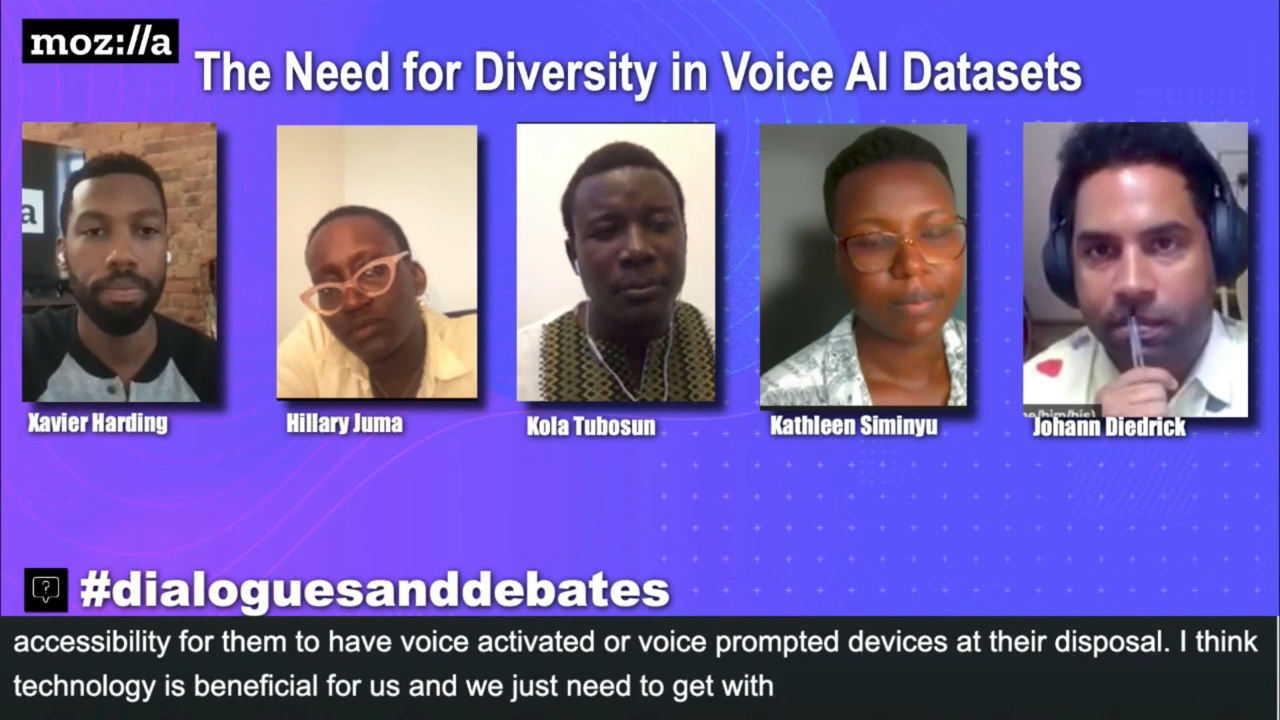 moz://a
The Need for Diversity in Voice AI Datasets
a
Xavier Harding
Hillary Juma
Kola Tubosun
Kathleen Siminyu
Johann Diedrick
#dialoguesanddebates
accessibility for them to have voice activated or voice prompted devices at their disposal. I think
technology is beneficial for us and we just need to get with